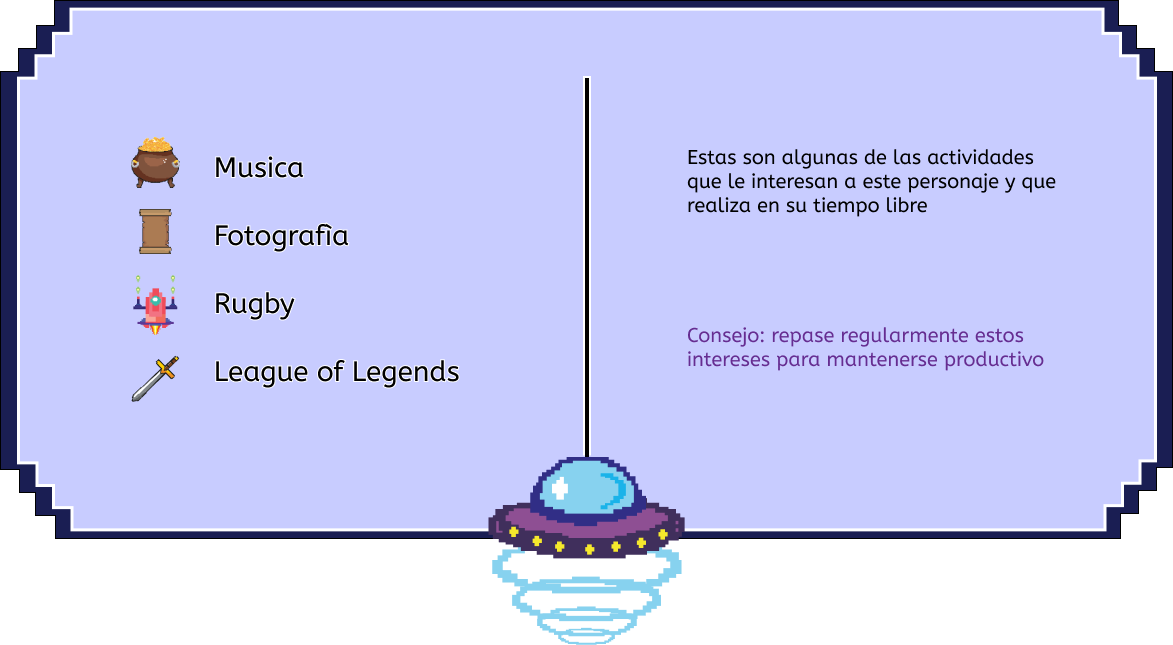 Musica
Fotografìa
Rugby
League of Legends
Estas son algunas de las actividades
que le interesan a este personaje y que
realiza en su tiempo libre
Consejo: repase regularmente estos
intereses para mantenerse productivo